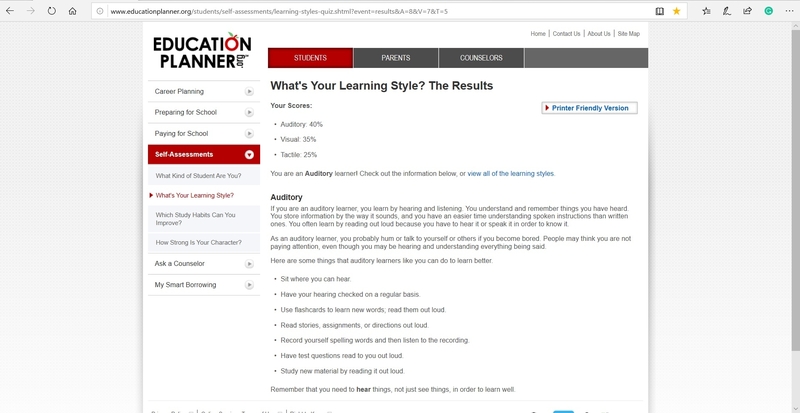 www.educationplanner.org/students/self-assessments/learning-styles-quiz.shtml?event=results&A=8&V=7&T=5
Home | Contact Us | About Us | Site Map
EDUCATION
PLANNER.org
STUDENTS
PARENTS
COUNSELORS
Career Planning
Preparing for School
Paying for School
Self-Assessments
What Kind of Student Are You?
What's Your Learning Style?
Which Study Habits Can You
Improve?
How Strong Is Your Character?
Ask a Counselor
My Smart Borrowing
What's Your Learning Style? The Results
Printer Friendly Version
Your Scores:
• Auditory: 40%
• Visual: 35%
• Tactile: 25%
You are an Auditory learner! Check out the information below, or view all of the learning styles.
Auditory
If you are an auditory learner, you learn by hearing and listening. You understand and remember things you have heard.
You store information by the way it sounds, and you have an easier time understanding spoken instructions than written
ones. You often learn by reading out loud because you have to hear it or speak it in order to know it.
As an auditory learner, you probably hum or talk to yourself or others if you become bored. People may think you are not
paying attention, even though you may be hearing and understanding everything being said.
Here are some things that auditory learners like you can do to learn better.
• Sit where you can hear.
• Have your hearing checked on a regular basis.
• Use flashcards to learn new words; read them out loud.
• Read stories, assignments, or directions out loud.
• Record yourself spelling words and then listen to the recording.
• Have test questions read to you out loud.
• Study new material by reading it out loud.
Remember that you need to hear things, not just see things, in order to learn well.